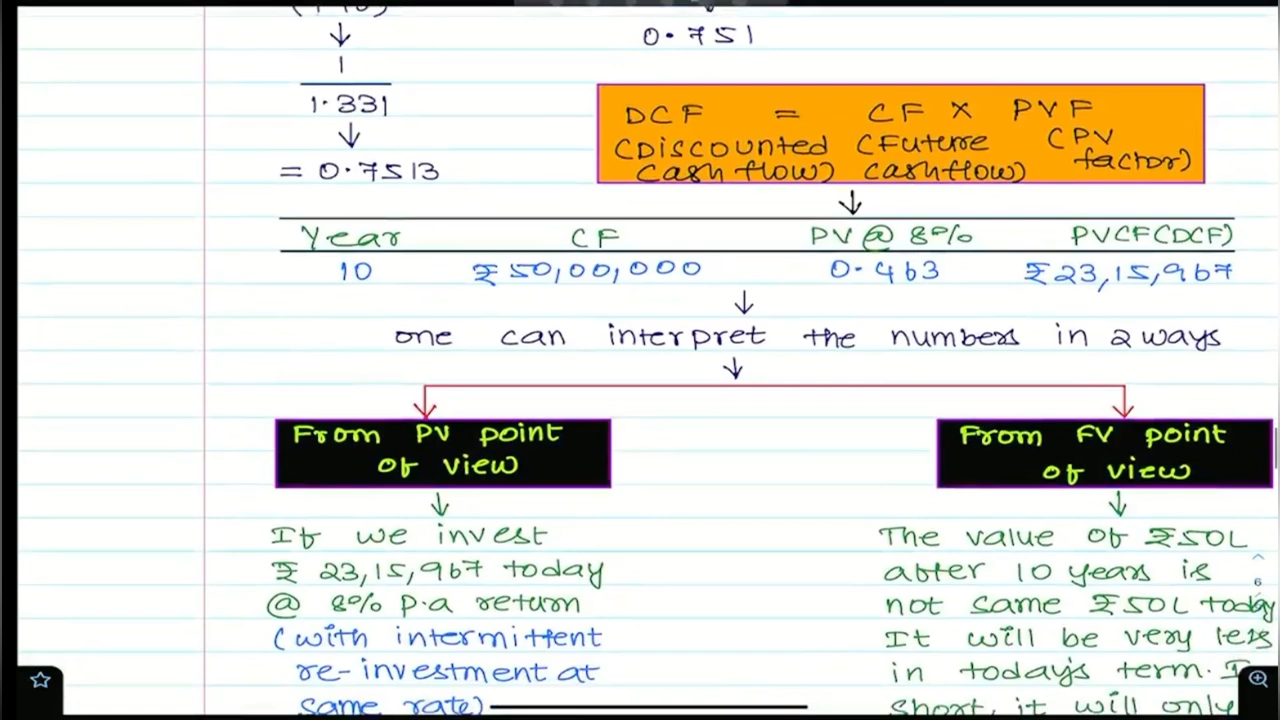 0.751
1
1.331
= 0.7513
DCF = CF X PVF
(Discounted (Future (PV
cash flow) cashflow) factor)
Year CF PV @ 8% PVCF(DCF)
10 ₹50,00,000 0.463 ₹23,15,967
one can interpret the numbers in 2 ways
From PV point
of view
From FV point
of view
If we invest
₹ 23,15,967 today
@ 8% p.a return
(with intermittent
re-investment at
same rate)
The value of ₹50L
after 10 years is
not same ₹50L today
It will be very less
in today's term. I
short, it will only
6